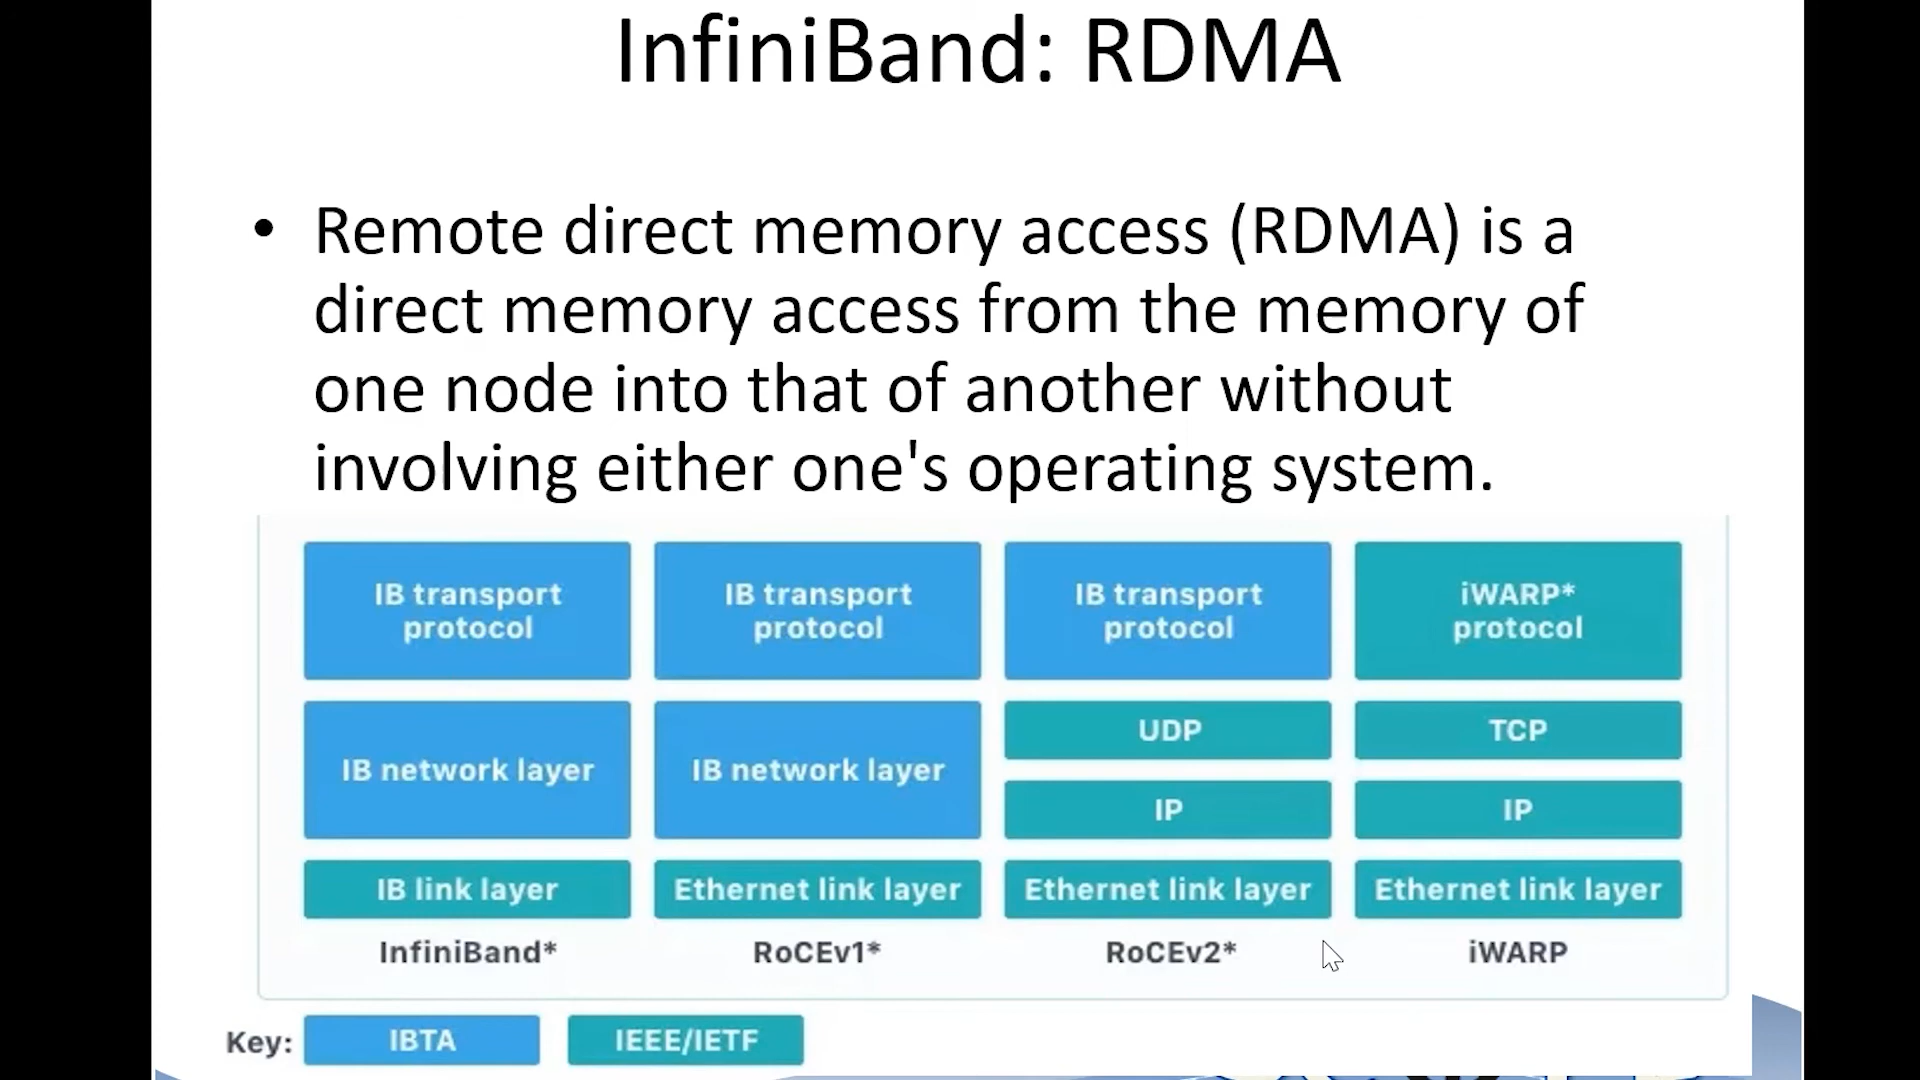 InfiniBand: RDMA
• Remote direct memory access (RDMA) is a
direct memory access from the memory of
one node into that of another without
involving either one's operating system.
IB transport
protocol
IB network layer
IB link layer
InfiniBand*
IB transport
protocol
IB network layer
Ethernet link layer
RoCEv1*
IB transport
protocol
UDP
IP
Ethernet link layer
RoCEv2*
iWARP*
protocol
TCP
IP
Ethernet link layer
iWARP
Key:
IBTA
IEEE/IETF